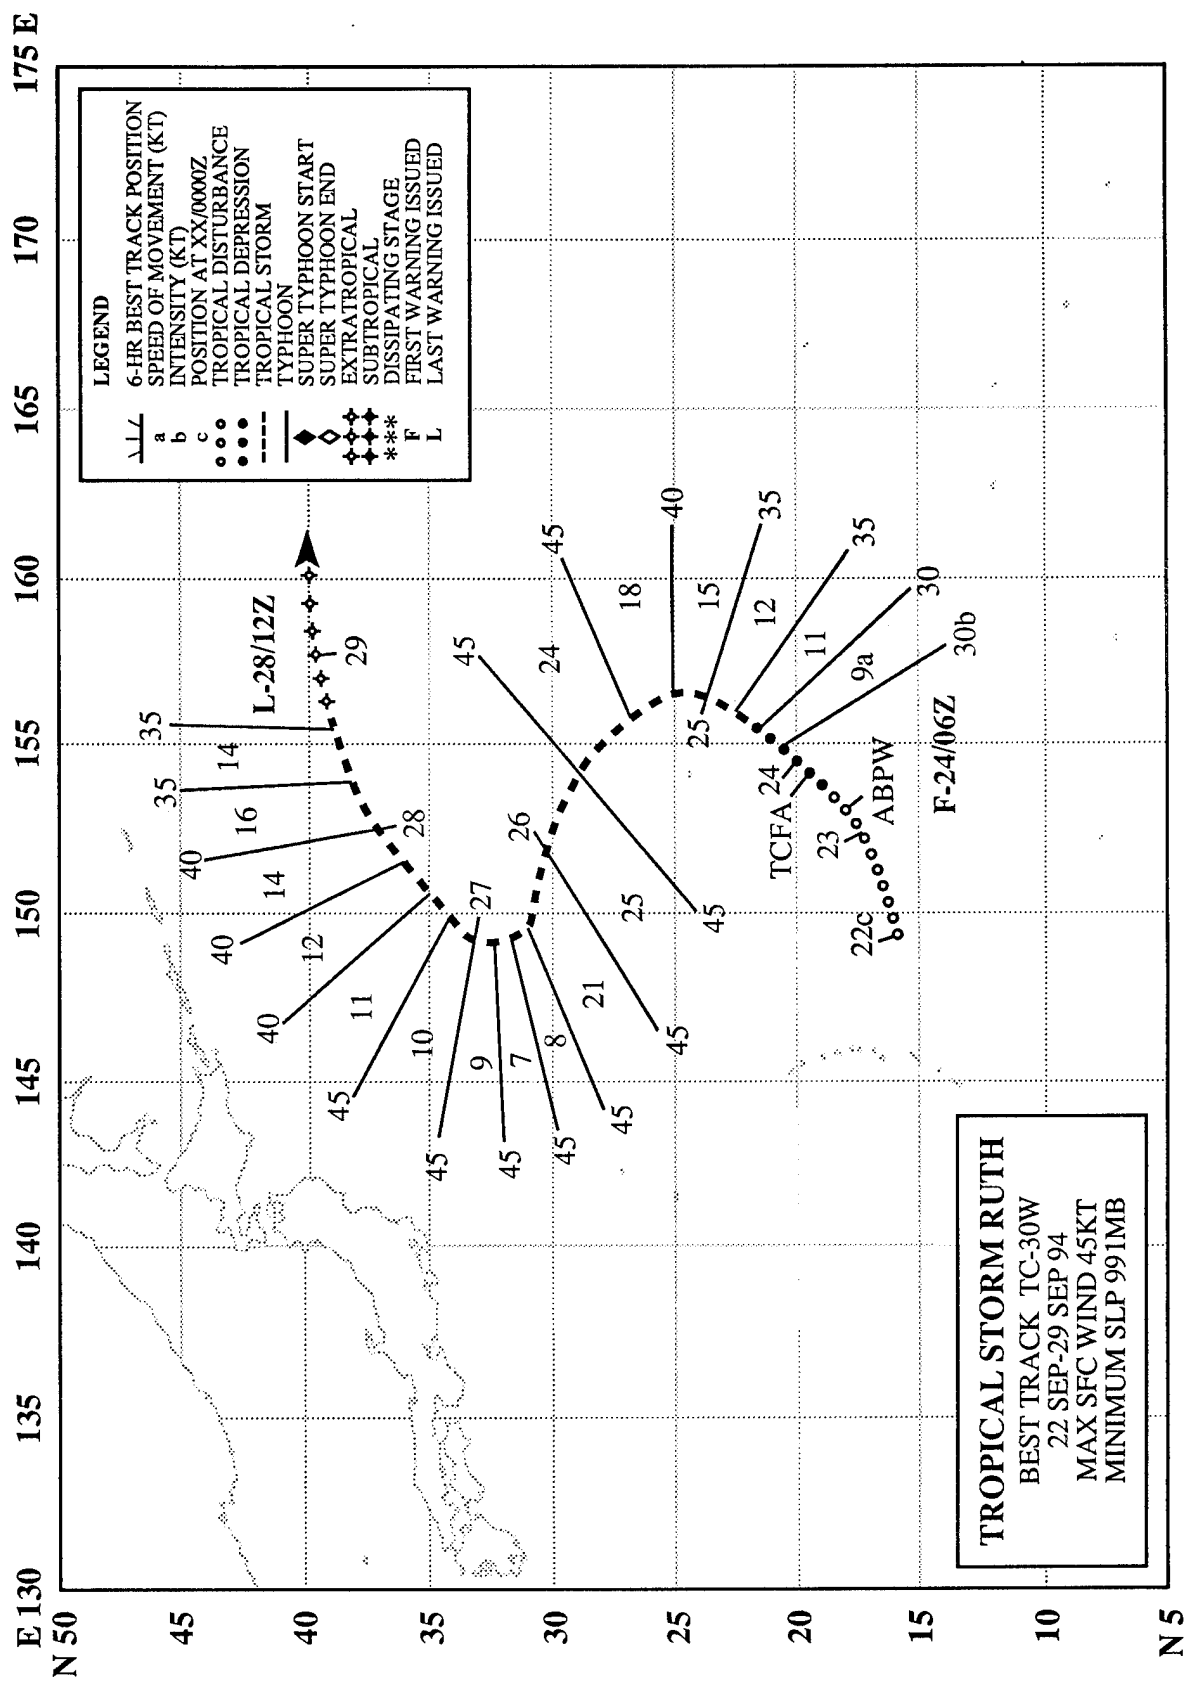 E 130
135
140
145
150
155
160
165
170
175 E
N 50
45
40
35
30
25
20
15
10
N 5
LEGEND
6-HR BEST TRACK POSITION
a SPEED OF MOVEMENT (KT)
b INTENSITY (KT)
c POSITION AT XX/0000Z
TROPICAL DISTURBANCE
TROPICAL DEPRESSION
TROPICAL STORM
TYPHOON
SUPER TYPHOON START
SUPER TYPHOON END
EXTRATROPICAL
SUBTROPICAL
*** DISSIPATING STAGE
F FIRST WARNING ISSUED
L LAST WARNING ISSUED
L-28/12Z
29
35
14
35
16
40
28
14
40
12
40
11
45
27
10
45
9
45
7
45
8
45
21
45
26
25
45
45
24
45
18
40
15
35
25
12
35
11
30
9a
30b
F-24/06Z
24
TCFA
ABPW
23
22c
TROPICAL STORM RUTH
BEST TRACK TC-30W
22 SEP-29 SEP 94
MAX SFC WIND 45KT
MINIMUM SLP 991MB